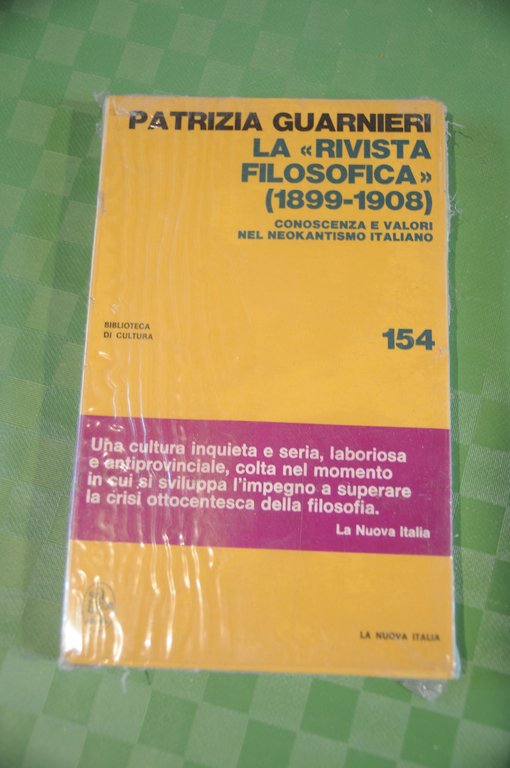 PATRIZIA GUARNIERI
LA «RIVISTA
FILOSOFICA»
(1899-1908)
CONOSCENZA E VALORI
NEL NEOKANTISMO ITALIANO
BIBLIOTECA
DI CULTURA
154
Una cultura inquieta e seria, laboriosa
e antiprovinciale, colta nel momento
in cui si sviluppa l'impegno a superare
la crisi ottocentesca della filosofia.
La Nuova Italia
LA NUOVA ITALIA